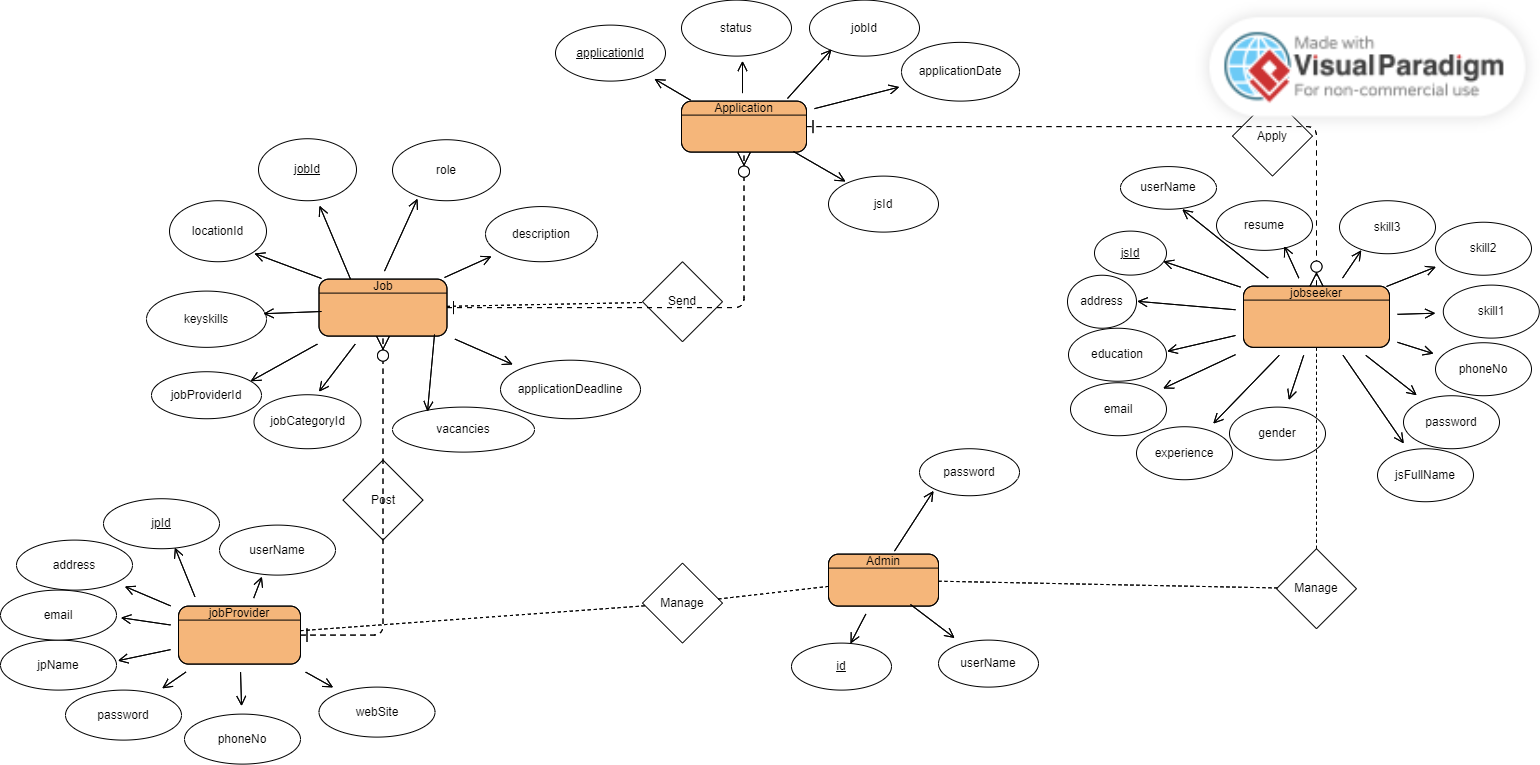 status
jobId
applicationId
applicationDate
Made with
Visual Paradigm
For non-commercial use
Application
Apply
jsId
jobId
role
locationId
description
Job
keyskills
jobProviderId
jobCategoryId
vacancies
applicationDeadline
Send
userName
resume
skill3
skill2
jsId
address
jobseeker
skill1
education
phoneNo
email
password
experience
gender
jsFullName
Post
password
jpId
userName
address
email
jobProvider
jpName
password
phoneNo
webSite
Manage
Admin
id
userName
Manage